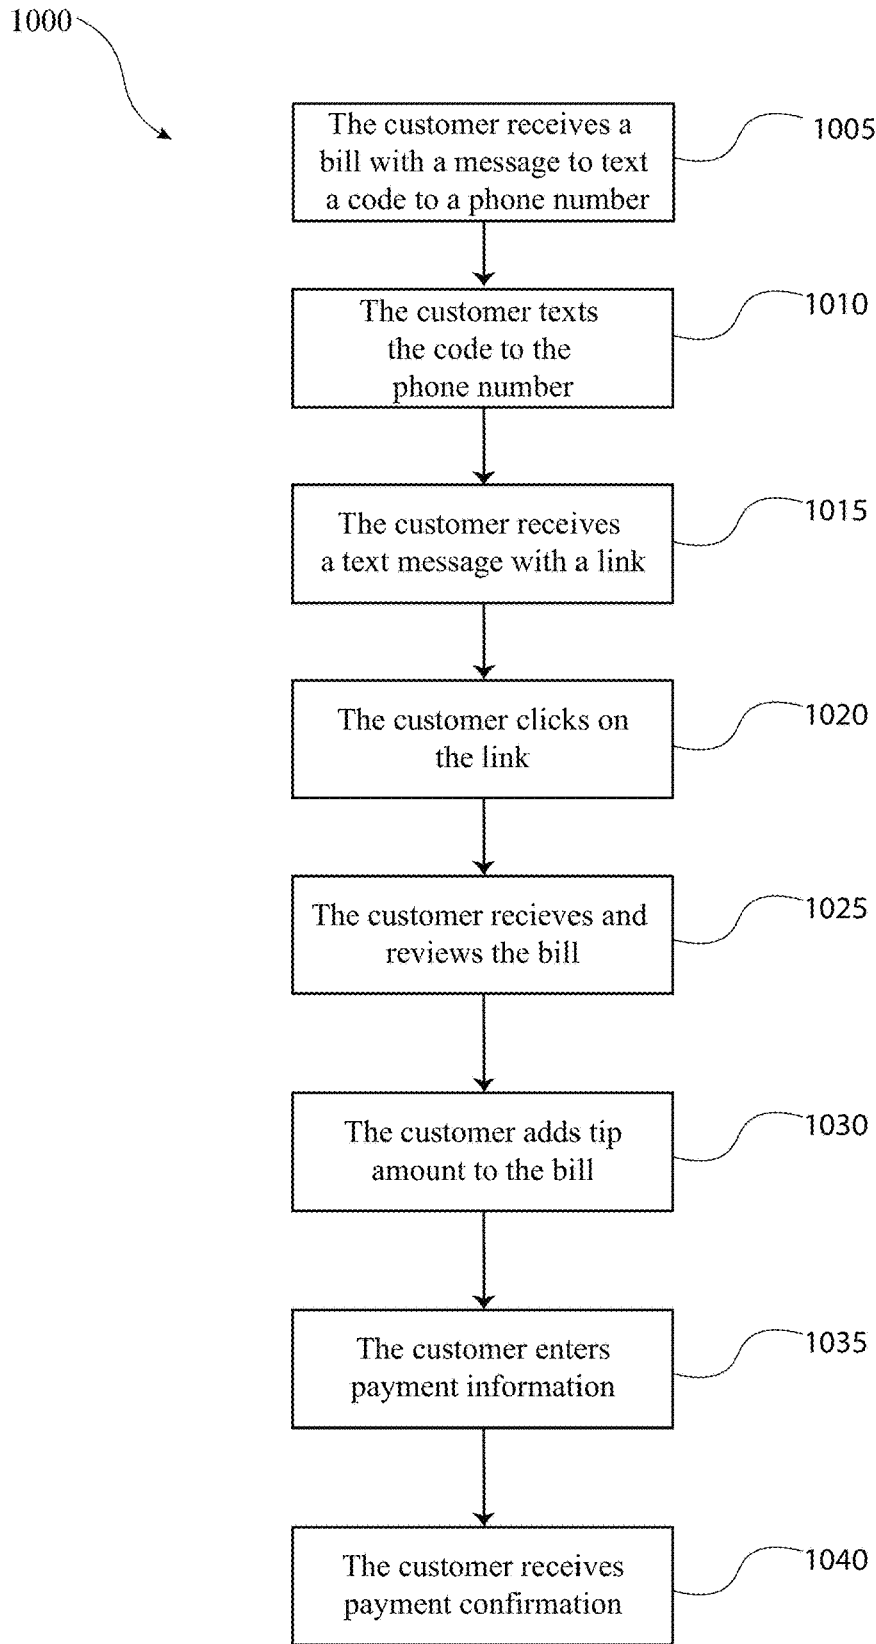 1000
The customer receives a
bill with a message to text
a code to a phone number
1005
The customer texts
the code to the
phone number
1010
The customer receives
a text message with a link
1015
The customer clicks on
the link
1020
The customer recieves and
reviews the bill
1025
The customer adds tip
amount to the bill
1030
The customer enters
payment information
1035
The customer receives
payment confirmation
1040